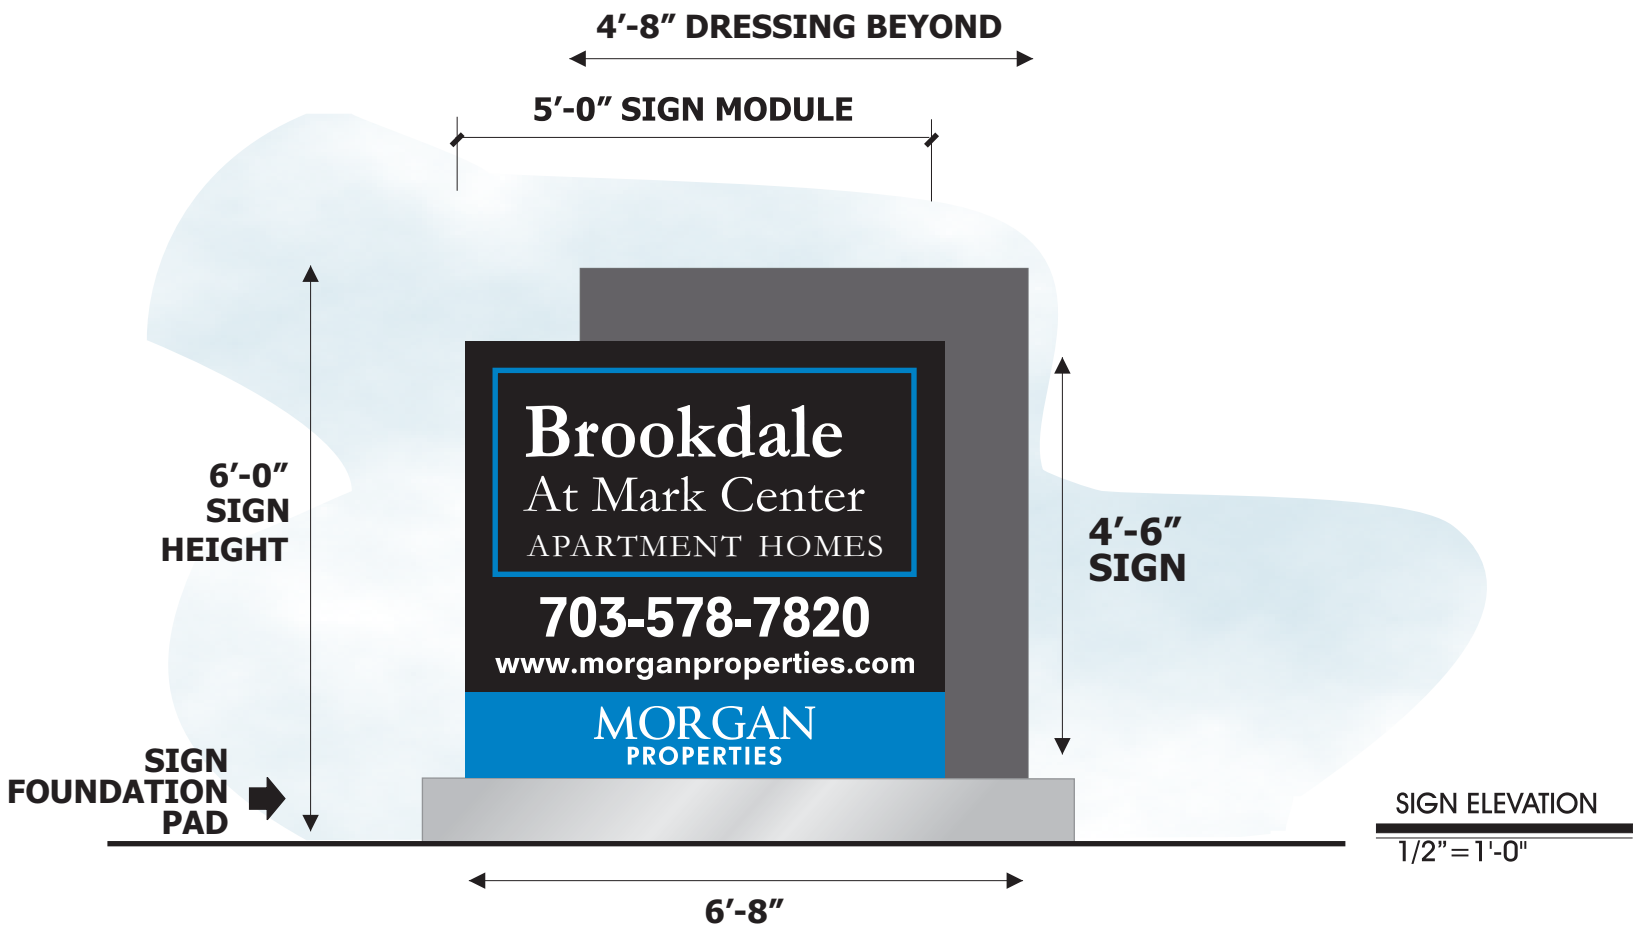 4’-8” DRESSING BEYOND
5’-0” SIGN MODULE
6’-0”
SIGN
HEIGHT
Brookdale
At Mark Center
APARTMENT HOMES
703-578-7820
www.morganproperties.com
MORGAN
PROPERTIES
4’-6”
SIGN
SIGN
FOUNDATION
PAD
6’-8”
SIGN ELEVATION
1/2”=1'-0"